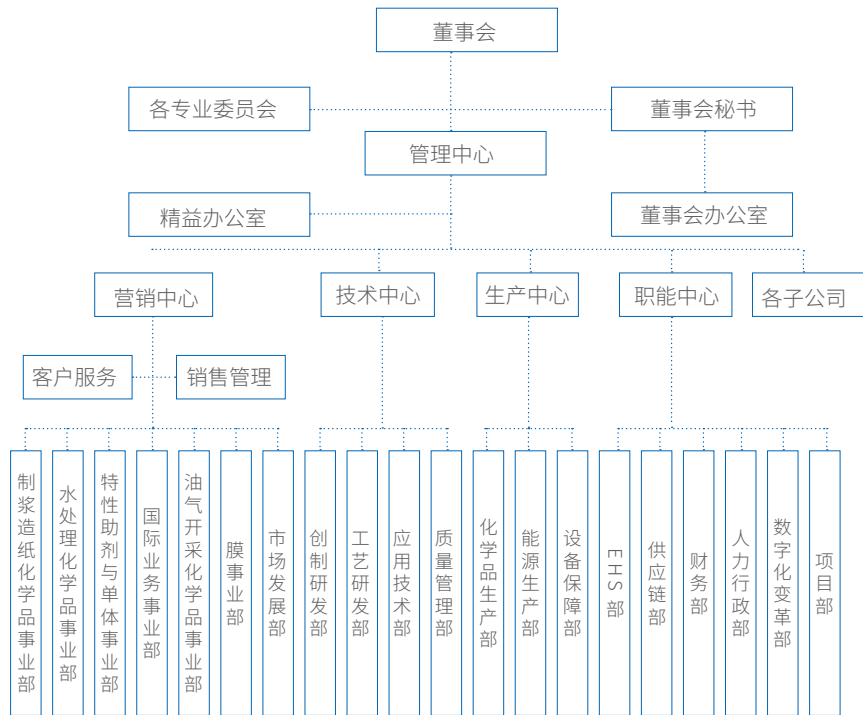 董事会
各专业委员会
董事会秘书
管理中心
精益办公室
董事会办公室
营销中心
技术中心
生产中心
职能中心
各子公司
客户服务
销售管理
制浆造纸化学品事业部
水处理化学品事业部
特性助剂与单体事业部
国际业务事业部
油气开采化学品事业部
膜事业部
市场发展部
创制研发部
工艺研发部
应用技术部
质量管理部
化学品生产部
能源生产部
设备保障部
EHS部
供应链部
财务部
人力行政部
数字化变革部
项目部